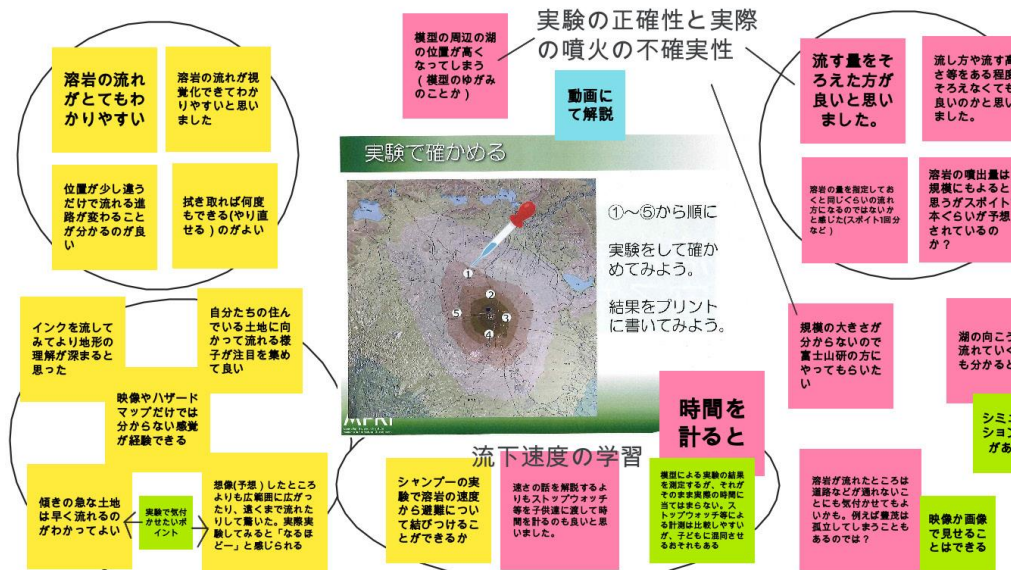 実験の正確性と実際
の噴火の不確実性
溶岩の流れ
がとてもわ
かりやすい
溶岩の流れが視
覚化できてわか
りやすいと思い
ました
位置が少し違う
だけで流れる進
路が変わること
が分かるのが良
い
拭き取れば何度
もできる(やり直
せる)のがよい
模型の周辺の湖
の位置が高く
なってしまう
(模型のゆがみ
のことか)
動画に
て解説
流す量をそ
ろえた方が
良いと思い
ました。
流し方や流す高
さ等をある程度
そろえなくても
良いのかと思い
ました。
溶岩の量を指定してお
くと同じぐらいの流れ
方になるのではないか
と感じた(スポイト1回分
など)
溶岩の噴出量は
規模にもよると
思うがスポイト
本ぐらいが予想
されているの
か?
実験で確かめる
①
②
③
④
⑤
①~⑤から順に
実験をして確か
めてみよう。
結果をプリント
に書いてみよう。
MFRI
インクを流して
みてより地形の
理解が深まると
思った
自分たちの住ん
でいる土地に向
かって流れる様
子が注目を集め
て良い
映像やハザード
マップだけでは
分からない感覚
が経験できる
傾きの急な土地
は早く流れるの
がわかってよい
実験で気付
かせたいポ
イント
想像(予想)したところ
よりも広範囲に広がっ
たり、遠くまで流れた
りして驚いた。実際実
験してみると「なるほ
どー」と感じられる
流下速度の学習
時間を
計ると
シャンプーの実
験で溶岩の速度
から避難につい
て結びつけるこ
とができるか
速さの話を解説するよ
りもストップウォッチ
等を子供達に渡して時
間を計るのも良いと思
いました。
模型による実験の結果
を測定するが、それが
そのまま実際の時間に
当てはまらない。ス
トップウォッチ等によ
る計測は比較しやすい
が、子どもに混同させ
るおそれもある
規模の大きさが
分からないので
富士山研の方に
やってもらいた
い
湖の向こう
流れていく
も分かると
シミュ
ション
があ
溶岩が流れたところは
道路などが通れないこ
とにも気付かせてもよ
いかも。例えば豊茂は
孤立してしまうことも
あるのでは?
映像か画像
で見せるこ
とはできる